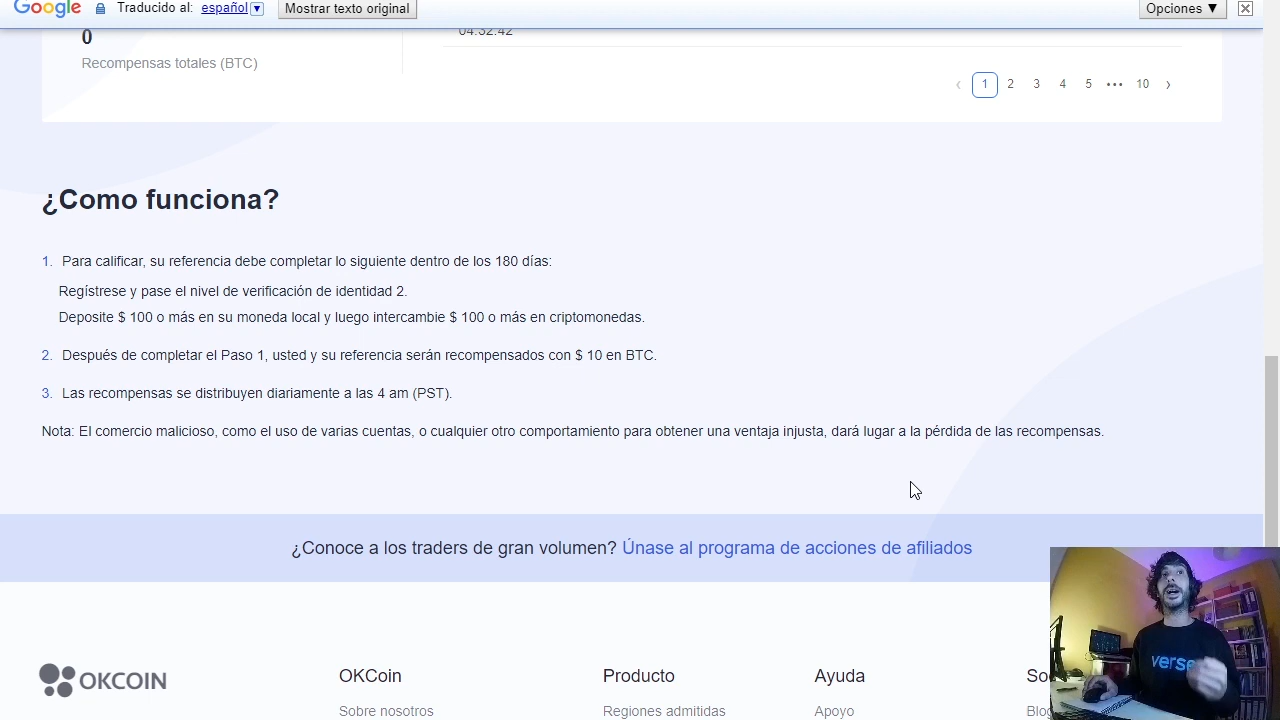 Google Traducido al: español Mostrar texto original Opciones ▼
0
04:32:42
Recompensas totales (BTC)
‹ 1 2 3 4 5 ••• 10 ›
¿Como funciona?
1. Para calificar, su referencia debe completar lo siguiente dentro de los 180 días:
Regístrese y pase el nivel de verificación de identidad 2.
Deposite $ 100 o más en su moneda local y luego intercambie $ 100 o más en criptomonedas.
2. Después de completar el Paso 1, usted y su referencia serán recompensados con $ 10 en BTC.
3. Las recompensas se distribuyen diariamente a las 4 am (PST).
Nota: El comercio malicioso, como el uso de varias cuentas, o cualquier otro comportamiento para obtener una ventaja injusta, dará lugar a la pérdida de las recompensas.
¿Conoce a los traders de gran volumen? Únase al programa de acciones de afiliados
verse
OKCOIN
OKCoin Producto Ayuda
Sobre nosotros Regiones admitidas Apoyo Blog